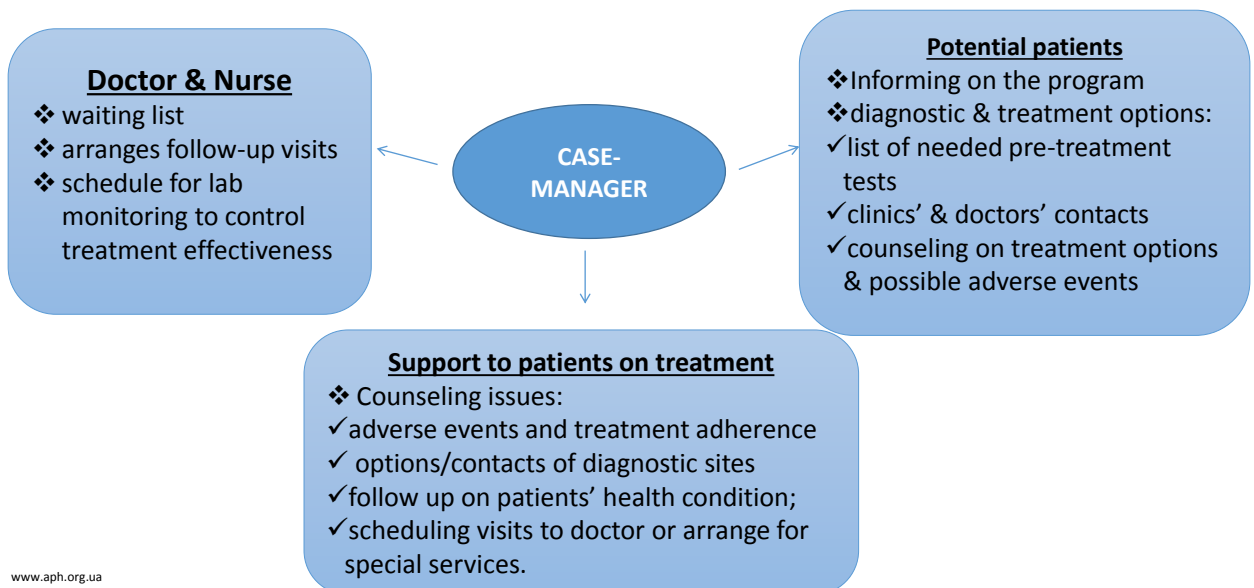 Doctor & Nurse
❖ waiting list
❖ arranges follow-up visits
❖ schedule for lab
monitoring to control
treatment effectiveness
CASE-
MANAGER
Potential patients
❖Informing on the program
❖diagnostic & treatment options:
✓list of needed pre-treatment
tests
✓clinics’ & doctors’ contacts
✓counseling on treatment options
& possible adverse events
Support to patients on treatment
❖ Counseling issues:
✓adverse events and treatment adherence
✓ options/contacts of diagnostic sites
✓follow up on patients’ health condition;
✓scheduling visits to doctor or arrange for
special services.
www.aph.org.ua